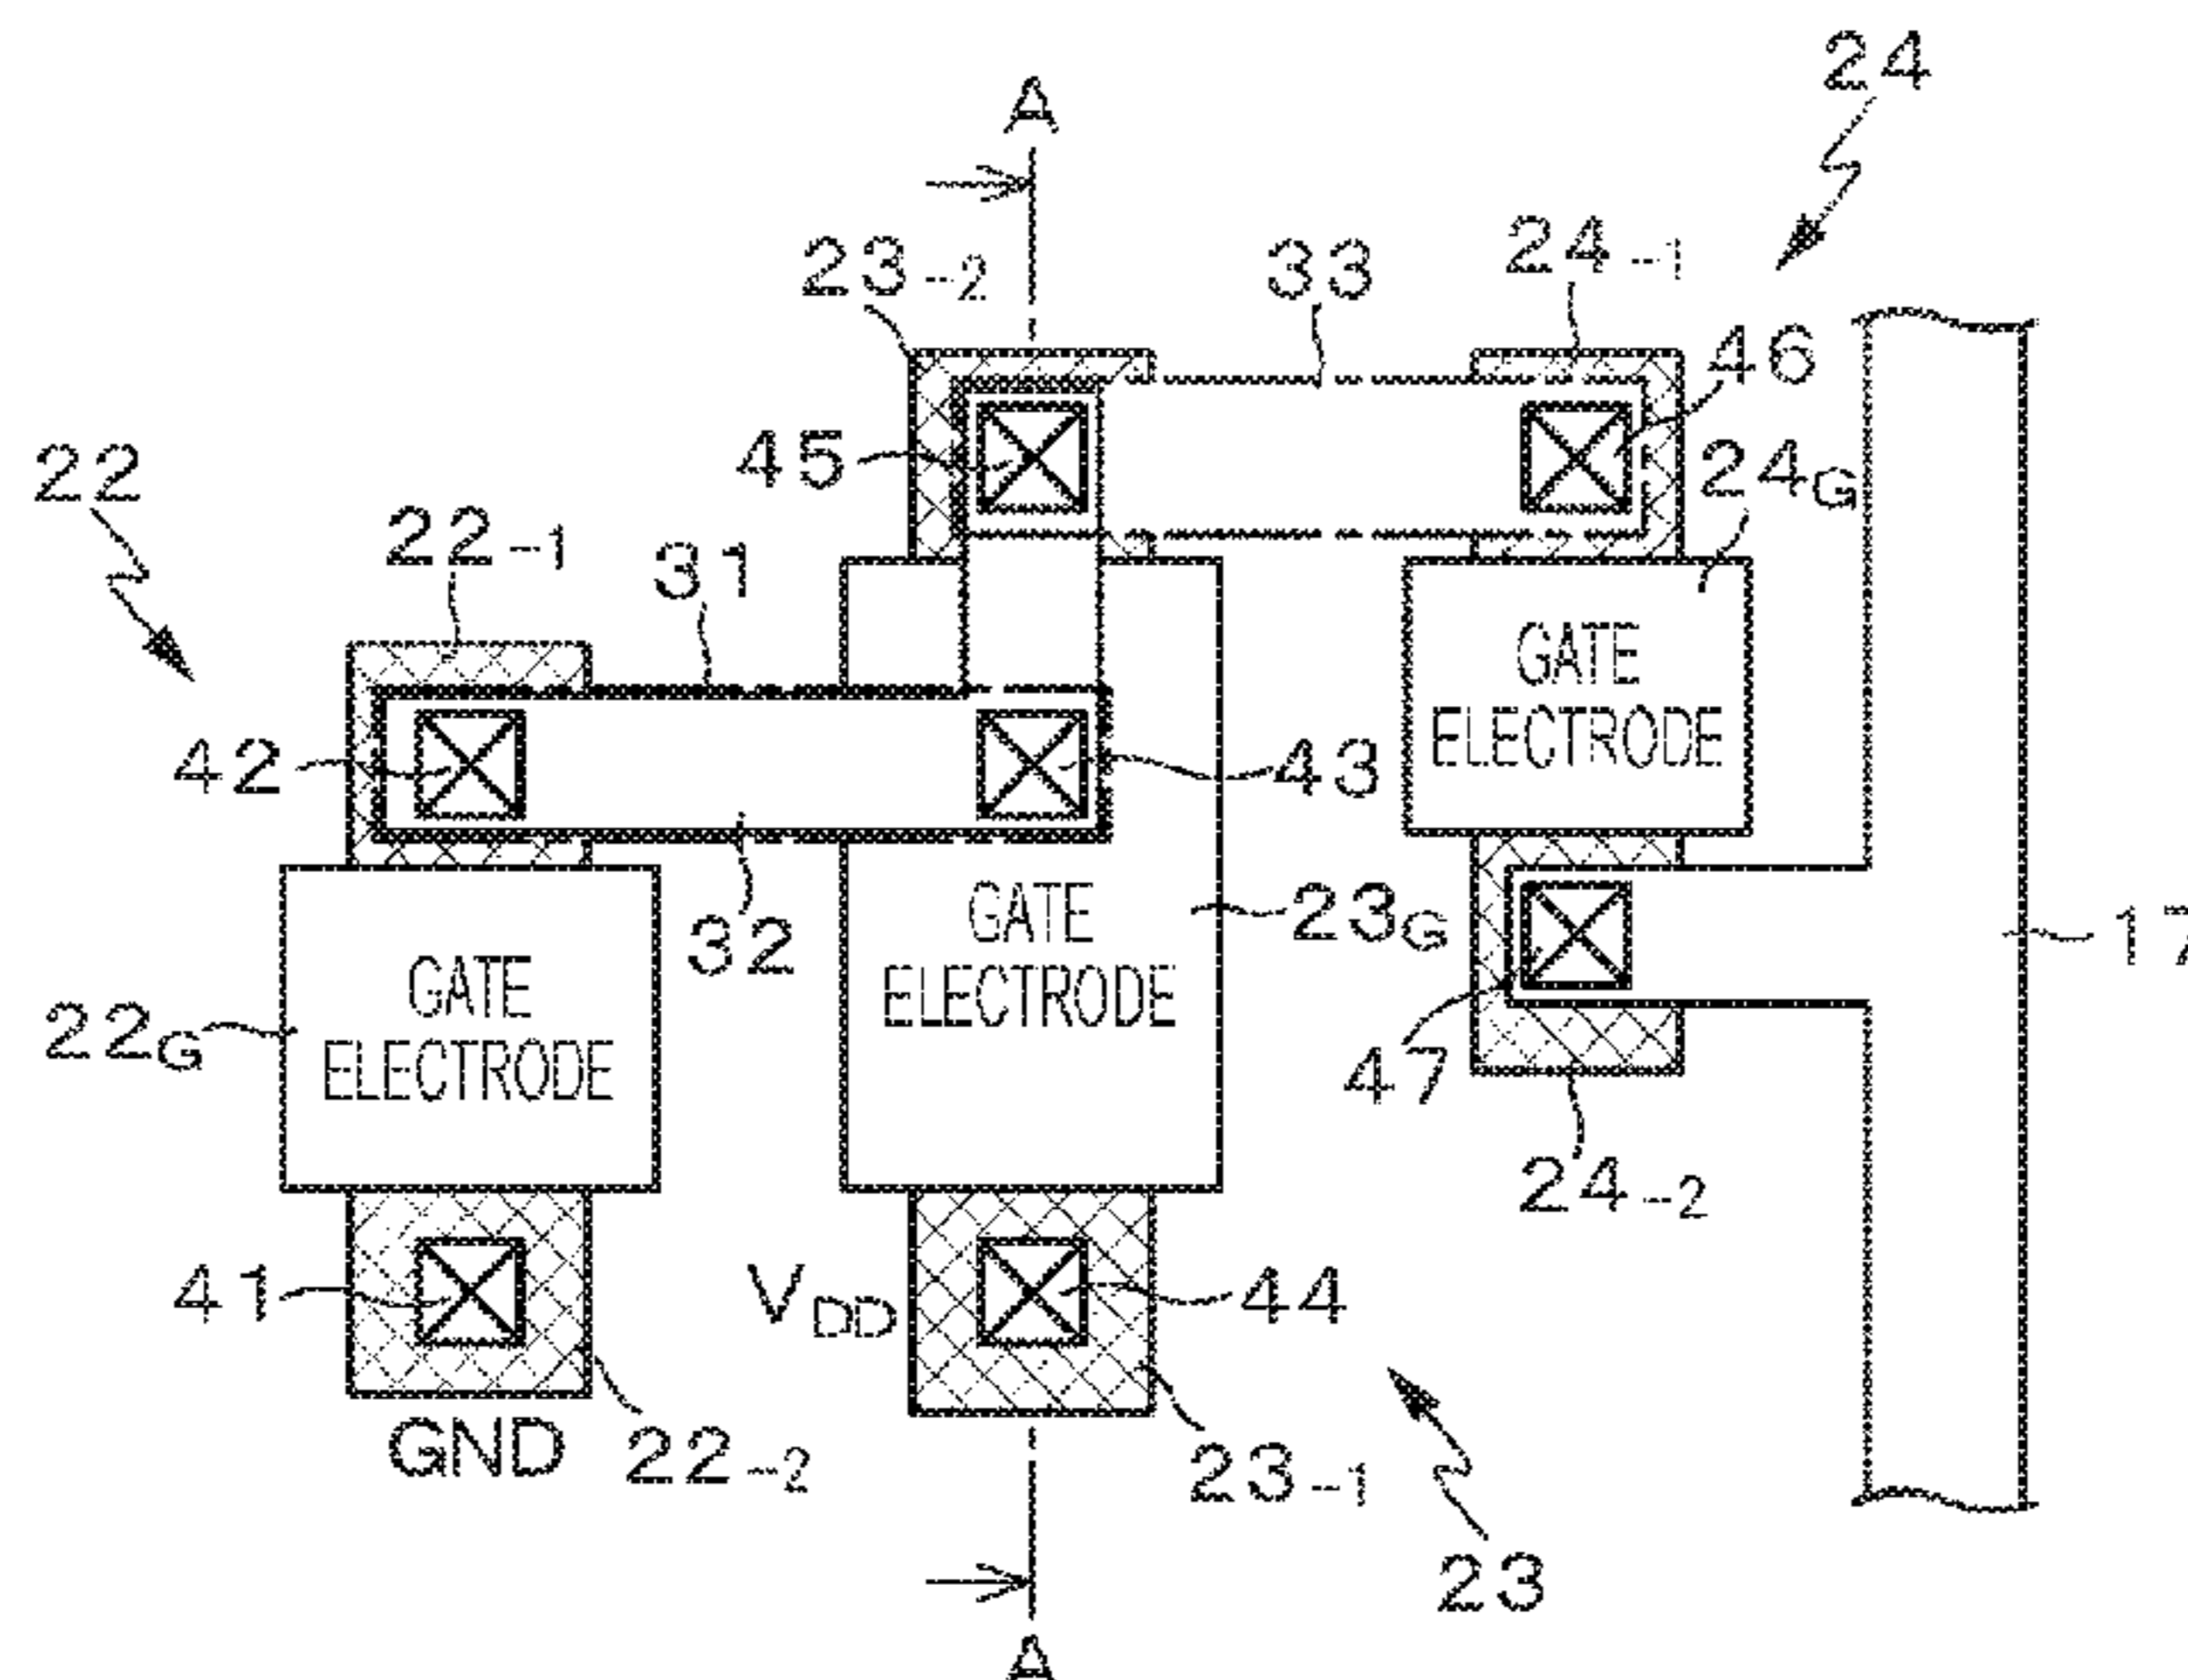 24
A
23-2
33
24-1
46
22
45
24G
22-1
31
GATE
ELECTRODE
42
43
32
GATE
ELECTRODE
23G
17
GATE
ELECTRODE
22G
47
24-2
41
VDD
44
GND
22-2
23-1
23
A